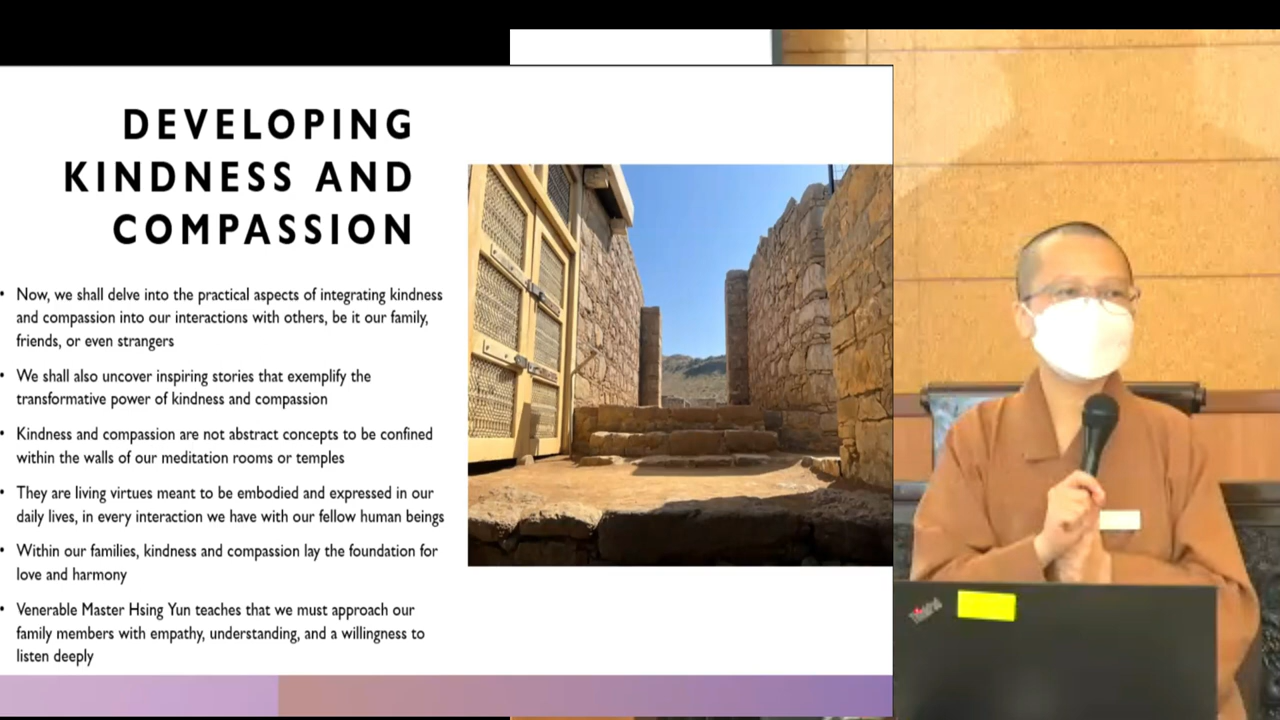 DEVELOPING
KINDNESS AND
COMPASSION
• Now, we shall delve into the practical aspects of integrating kindness
and compassion into our interactions with others, be it our family,
friends, or even strangers
• We shall also uncover inspiring stories that exemplify the
transformative power of kindness and compassion
• Kindness and compassion are not abstract concepts to be confined
within the walls of our meditation rooms or temples
• They are living virtues meant to be embodied and expressed in our
daily lives, in every interaction we have with our fellow human beings
• Within our families, kindness and compassion lay the foundation for
love and harmony
• Venerable Master Hsing Yun teaches that we must approach our
family members with empathy, understanding, and a willingness to
listen deeply
ThinkPad